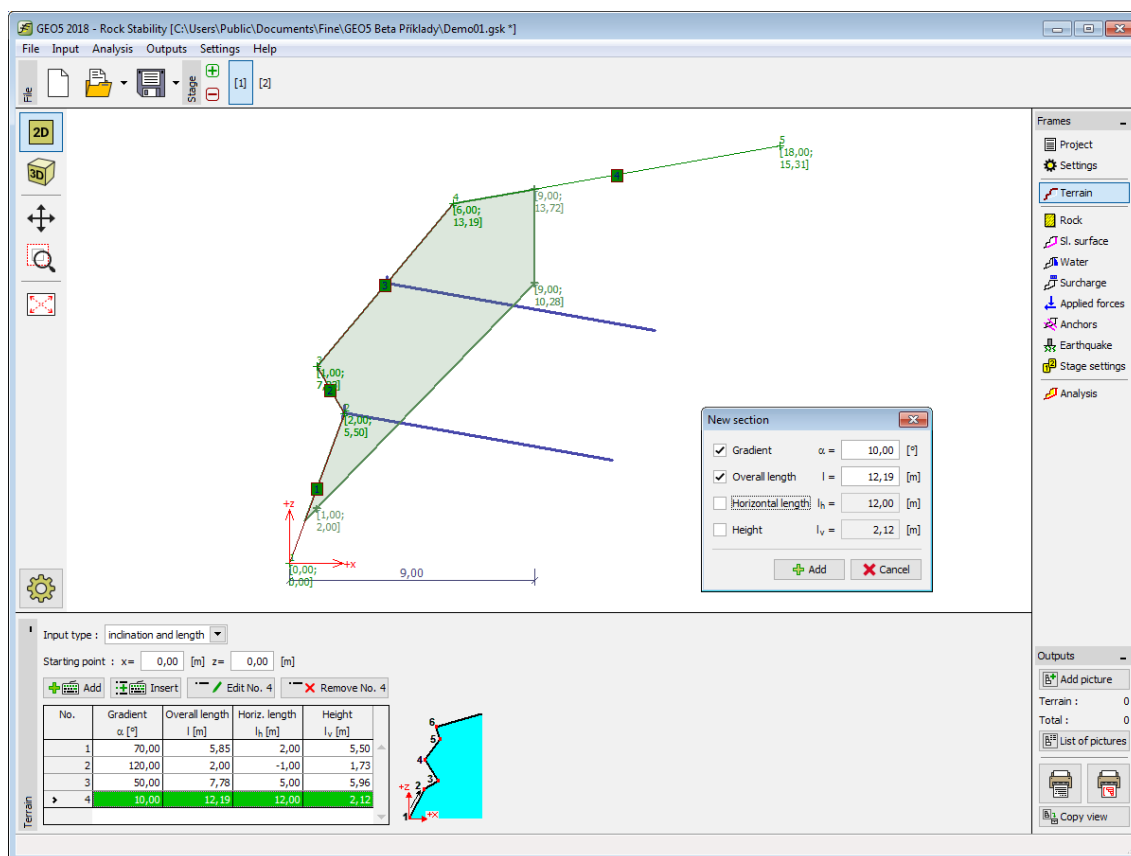 GEO5 2018 - Rock Stability [C:\Users\Public\Documents\Fine\GEO5 Beta Příklady\Demo01.gsk *]
File Input Analysis Outputs Settings Help
File
Stage
[1] [2]
2D
3D
5
[18,00;
15,31]
4
4
[6,00;
13,19]
[9,00;
13,72]
3
[9,00;
10,28]
3
[1,00;
2
2
[2,00;
5,50]
1
[1,00;
2,00]
+z
+x
1
[0,00;
0,00]
9,00
New section
Gradient α = 10,00 [°]
Overall length l = 12,19 [m]
Horizontal length lh = 12,00 [m]
Height lv = 2,12 [m]
Add Cancel
Frames
Project
Settings
Terrain
Rock
Sl. surface
Water
Surcharge
Applied forces
Anchors
Earthquake
Stage settings
Analysis
Terrain
Input type : inclination and length
Starting point : x= 0,00 [m] z= 0,00 [m]
Add Insert Edit No. 4 Remove No. 4
No. Gradient Overall length Horiz. length Height
α [°] l [m] lh [m] lv [m]
1 70,00 5,85 2,00 5,50
2 120,00 2,00 -1,00 1,73
3 50,00 7,78 5,00 5,96
> 4 10,00 12,19 12,00 2,12
6
5
4
3
2
+z
1
+x
Outputs
Add picture
Terrain : 0
Total : 0
List of pictures
Copy view